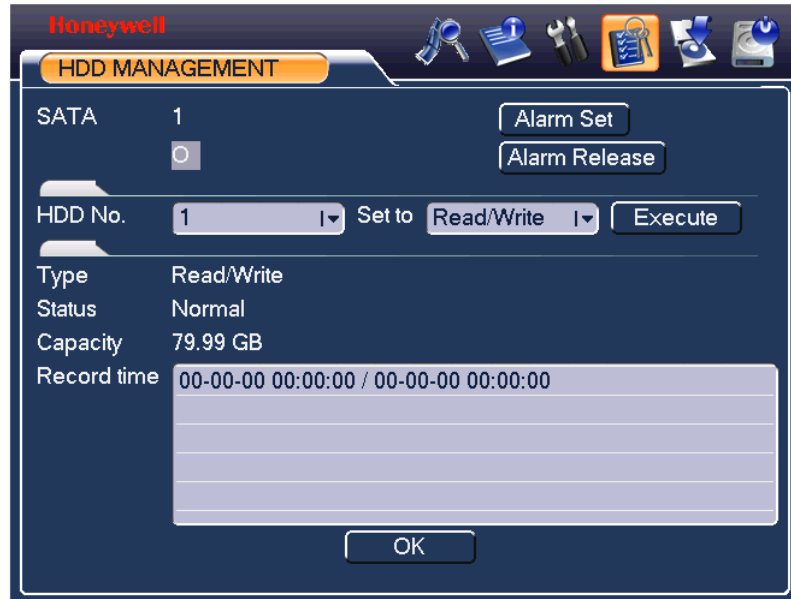 Honeywell
HDD MANAGEMENT
SATA 1 Alarm Set
O Alarm Release
HDD No. 1 Set to Read/Write Execute
Type Read/Write
Status Normal
Capacity 79.99 GB
Record time 00-00-00 00:00:00 / 00-00-00 00:00:00
OK